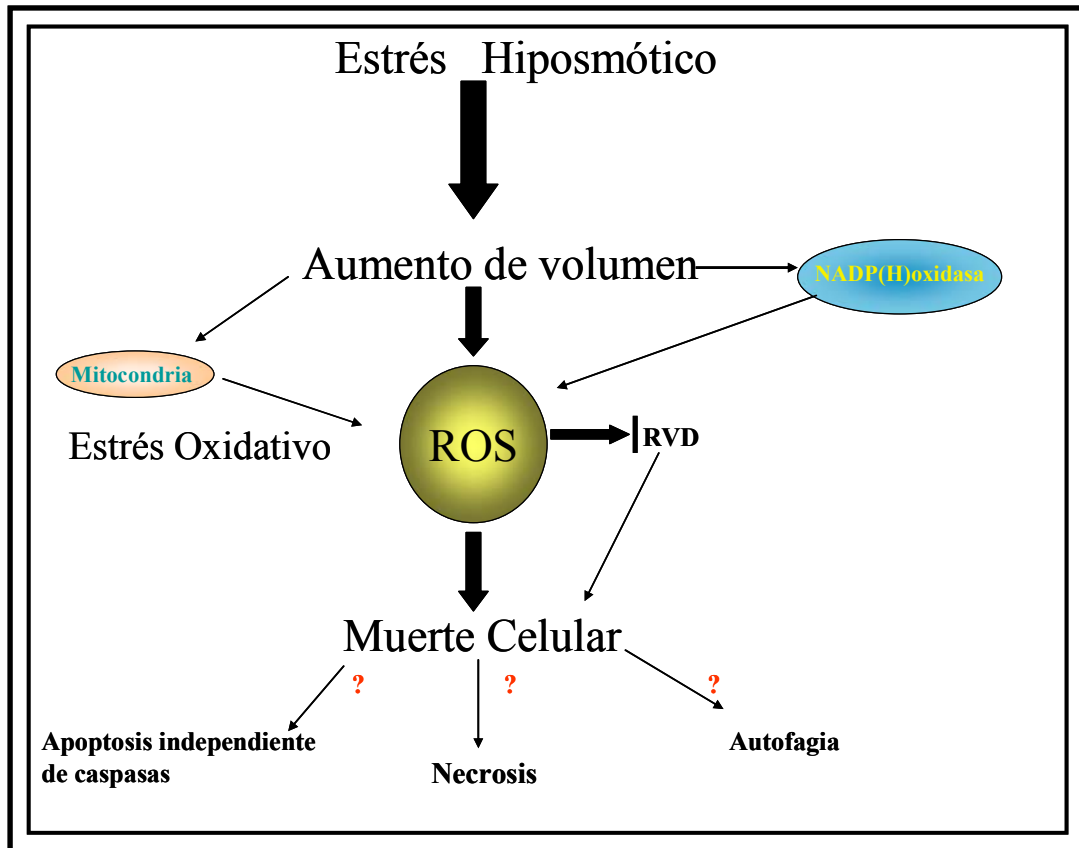 Estrés Hiposmótico
Aumento de volumen
NADP(H)oxidasa
Mitocondria
Estrés Oxidativo
ROS
RVD
Muerte Celular
?
?
?
Apoptosis independiente
de caspasas
Necrosis
Autofagia